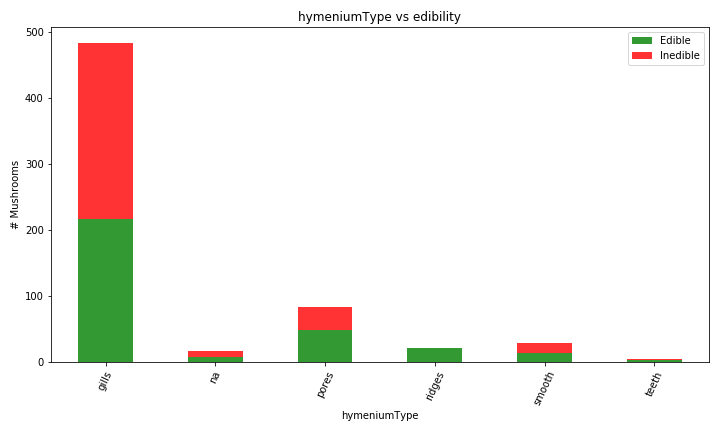 hymeniumType vs edibility
Edible
Inedible
# Mushrooms
500
400
300
200
100
0
gills
na
pores
ridges
smooth
teeth
hymeniumType